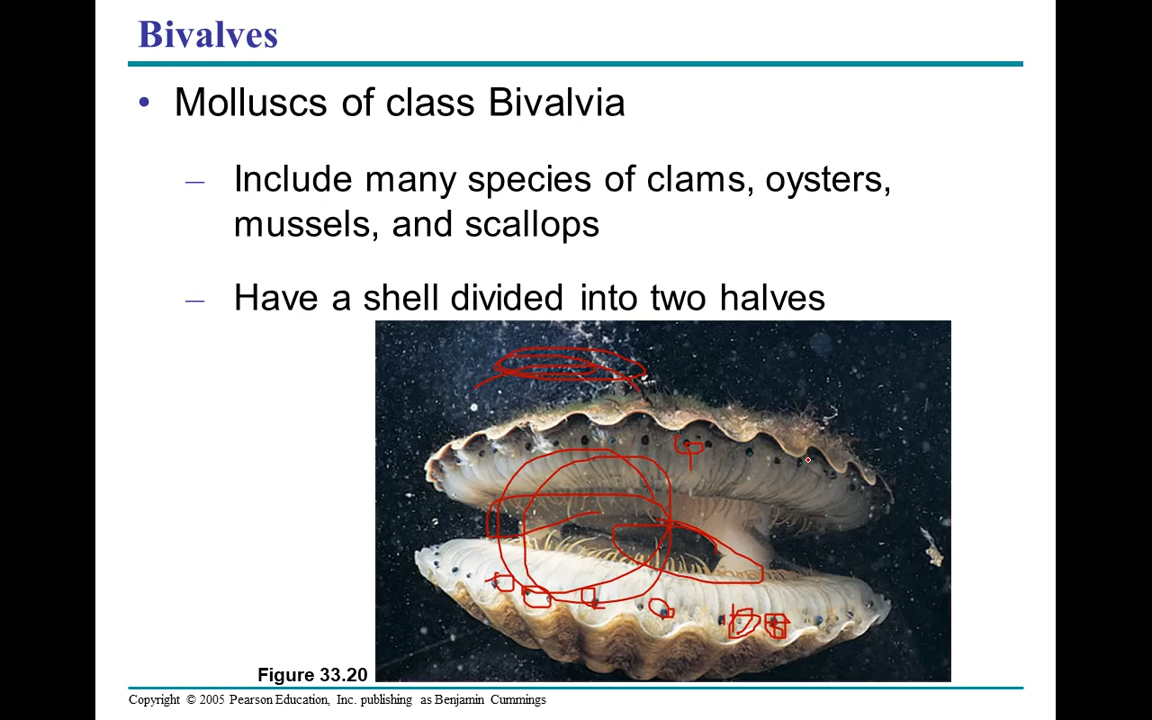 Bivalves
• Molluscs of class Bivalvia
– Include many species of clams, oysters,
mussels, and scallops
– Have a shell divided into two halves
Figure 33.20
Copyright © 2005 Pearson Education, Inc. publishing as Benjamin Cummings